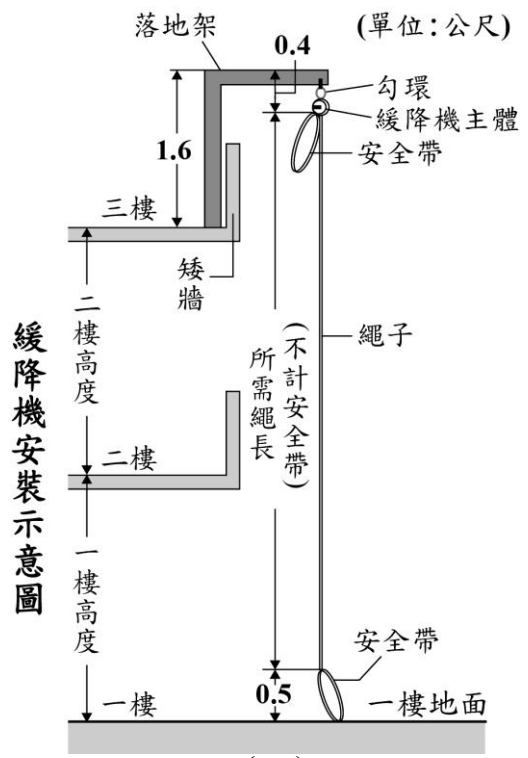 落地架
0.4
(單位:公尺)
勾環
緩降機主體
安全帶
1.6
三樓
矮牆
二樓高度
所需繩長
(不計安全帶)
繩子
緩降機安裝示意圖
二樓
一樓高度
安全帶
0.5
一樓
一樓地面